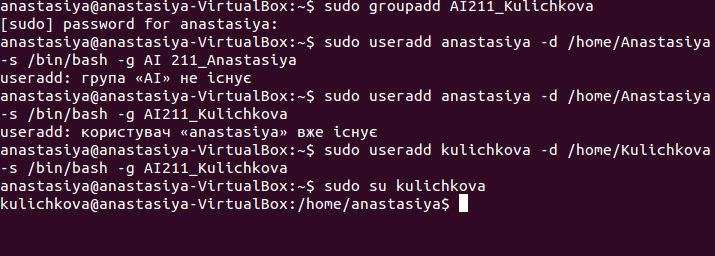 anastasiya@anastasiya-VirtualBox:~$ sudo groupadd AI211_Kulichkova
[sudo] password for anastasiya:
anastasiya@anastasiya-VirtualBox:~$ sudo useradd anastasiya -d /home/Anastasiya
-s /bin/bash -g AI 211_Anastasiya
useradd: група «AI» не існує
anastasiya@anastasiya-VirtualBox:~$ sudo useradd anastasiya -d /home/Anastasiya
-s /bin/bash -g AI211_Kulichkova
useradd: користувач «anastasiya» вже існує
anastasiya@anastasiya-VirtualBox:~$ sudo useradd kulichkova -d /home/Kulichkova
-s /bin/bash -g AI211_Kulichkova
anastasiya@anastasiya-VirtualBox:~$ sudo su kulichkova
kulichkova@anastasiya-VirtualBox:/home/anastasiya$